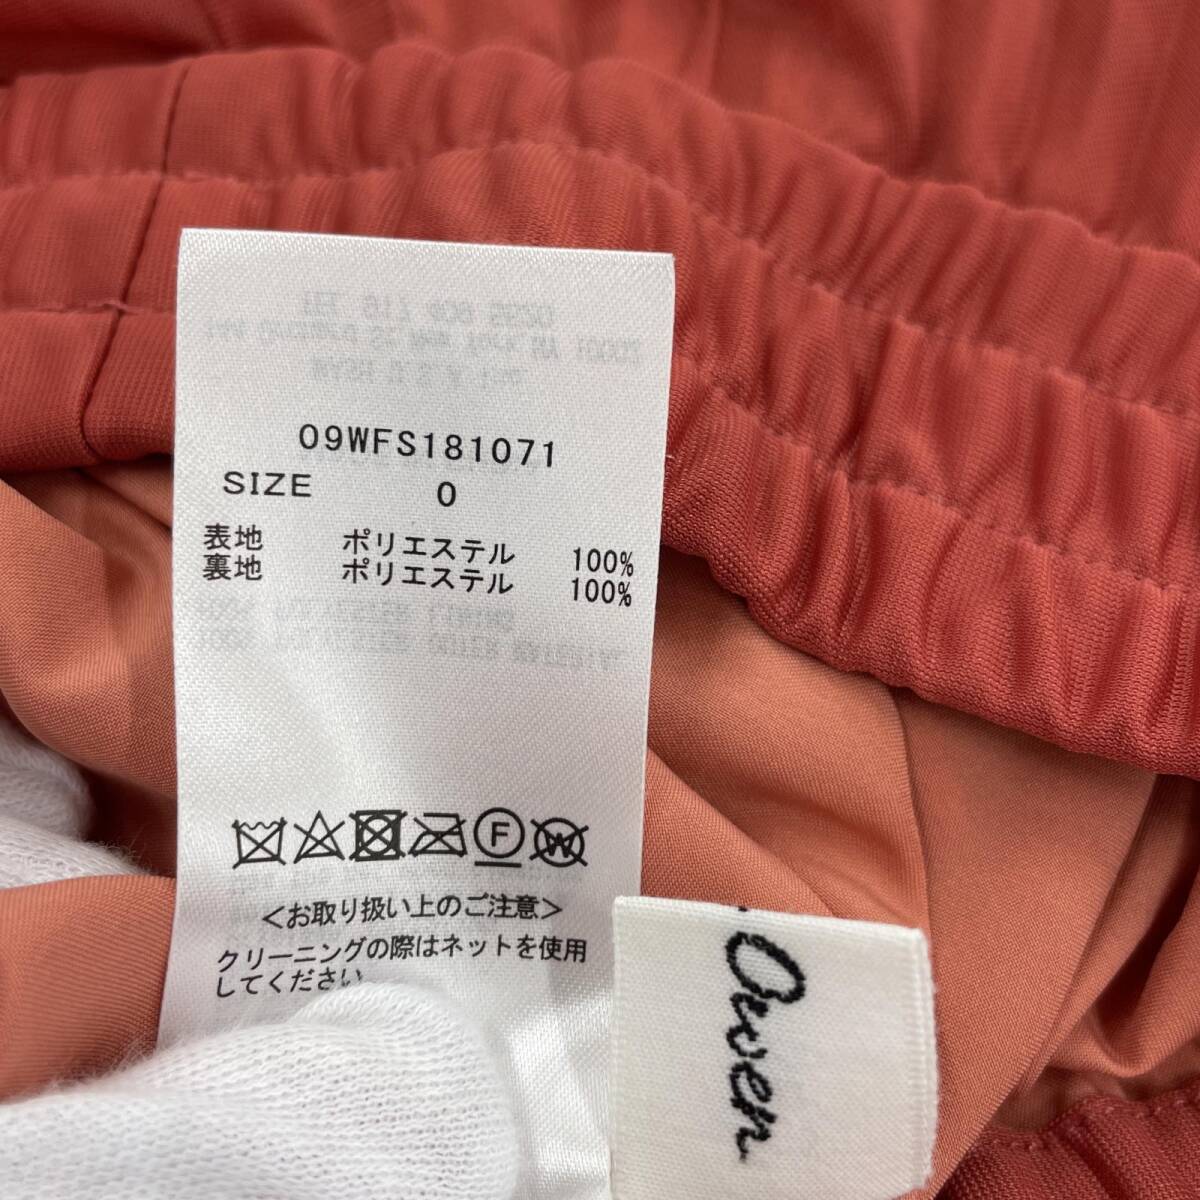 09WFS181071
SIZE 0
表地 ポリエステル 100%
裏地 ポリエステル 100%
F W
＜お取り扱い上のご注意＞
クリーニングの際はネットを使用
してください
Owen